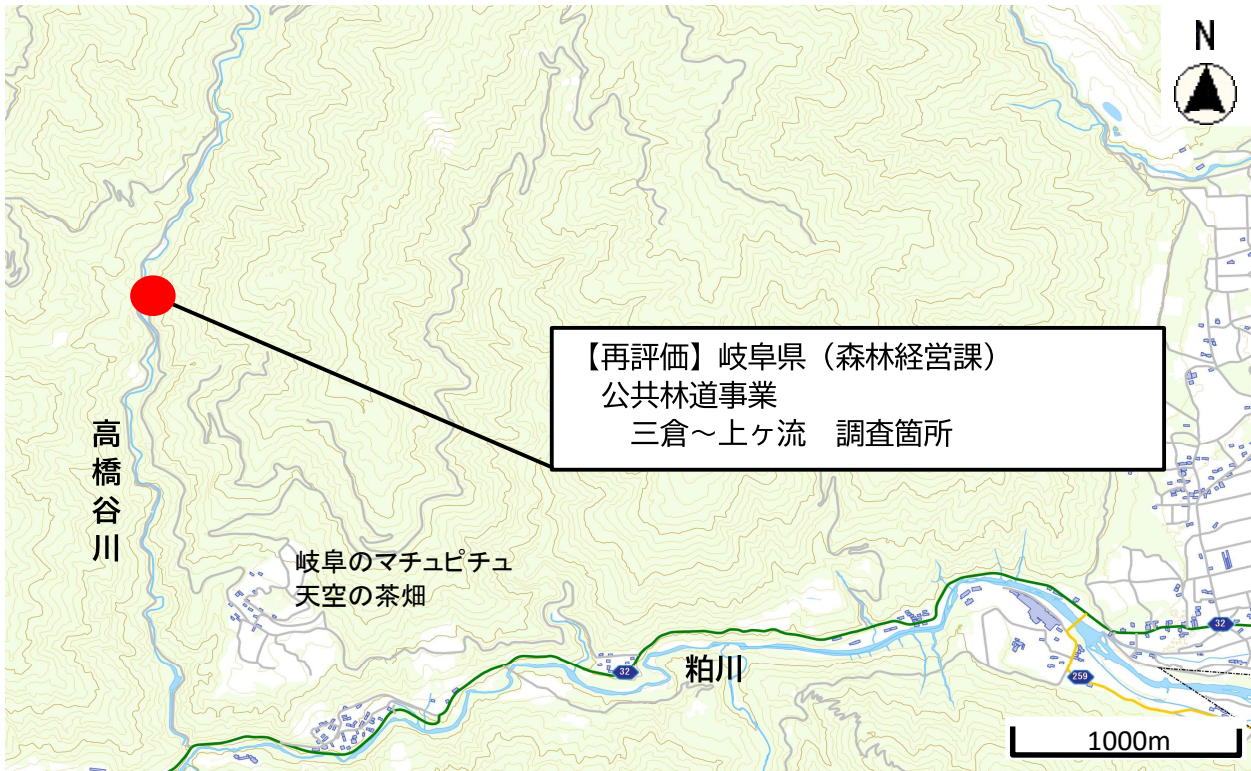 N
【再評価】岐阜県（森林経営課）
公共林道事業
三倉～上ヶ流　調査箇所
高橋谷川
岐阜のマチュピチュ
天空の茶畑
32
粕川
32
259
1000m